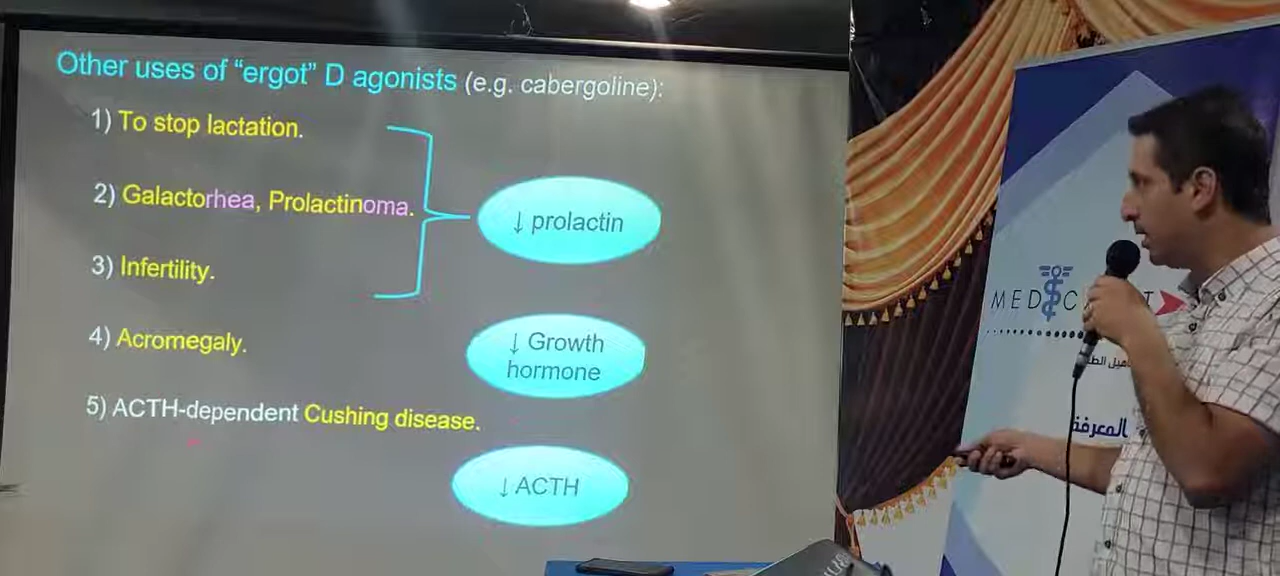 Other uses of “ergot” D agonists (e.g. cabergoline):
1) To stop lactation.
2) Galactorhea, Prolactinoma.
↓ prolactin
3) Infertility.
4) Acromegaly.
↓ Growth
hormone
5) ACTH-dependent Cushing disease.
↓ ACTH
المعرفة